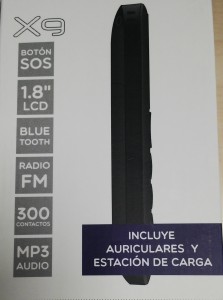 X9
BOTÓN
SOS
1.8"
LCD
BLUE
TOOTH
RADIO
FM
300
CONTACTOS
MP3
AUDIO
INCLUYE
AURICULARES Y
ESTACIÓN DE CARGA